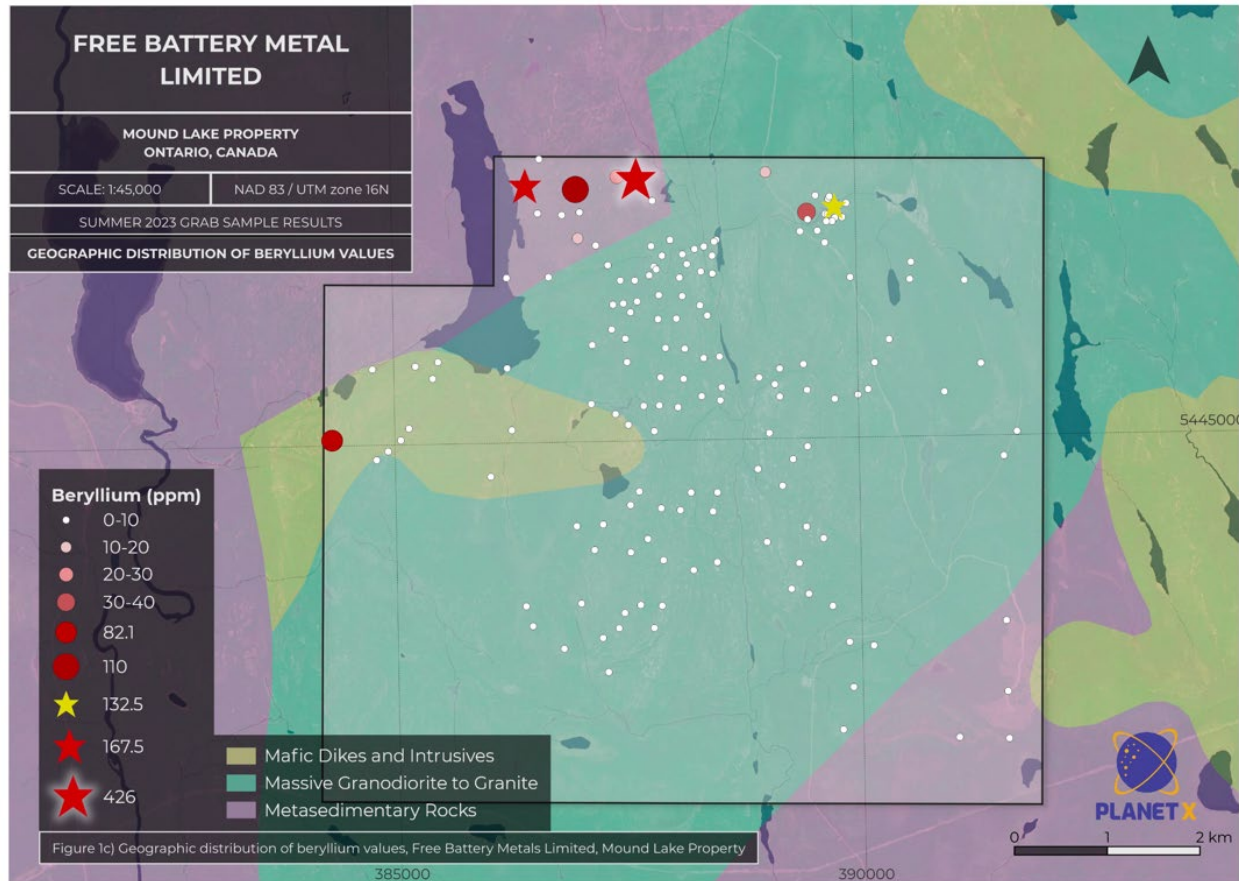 FREE BATTERY METAL
LIMITED
MOUND LAKE PROPERTY
ONTARIO, CANADA
SCALE: 1:45,000
NAD 83 / UTM zone 16N
SUMMER 2023 GRAB SAMPLE RESULTS
GEOGRAPHIC DISTRIBUTION OF BERYLLIUM VALUES
5445000
Beryllium (ppm)
0-10
10-20
20-30
30-40
82.1
110
132.5
167.5
426
Mafic Dikes and Intrusives
Massive Granodiorite to Granite
Metasedimentary Rocks
PLANET X
0 1 2 km
Figure 1c) Geographic distribution of beryllium values, Free Battery Metals Limited, Mound Lake Property
385000
390000